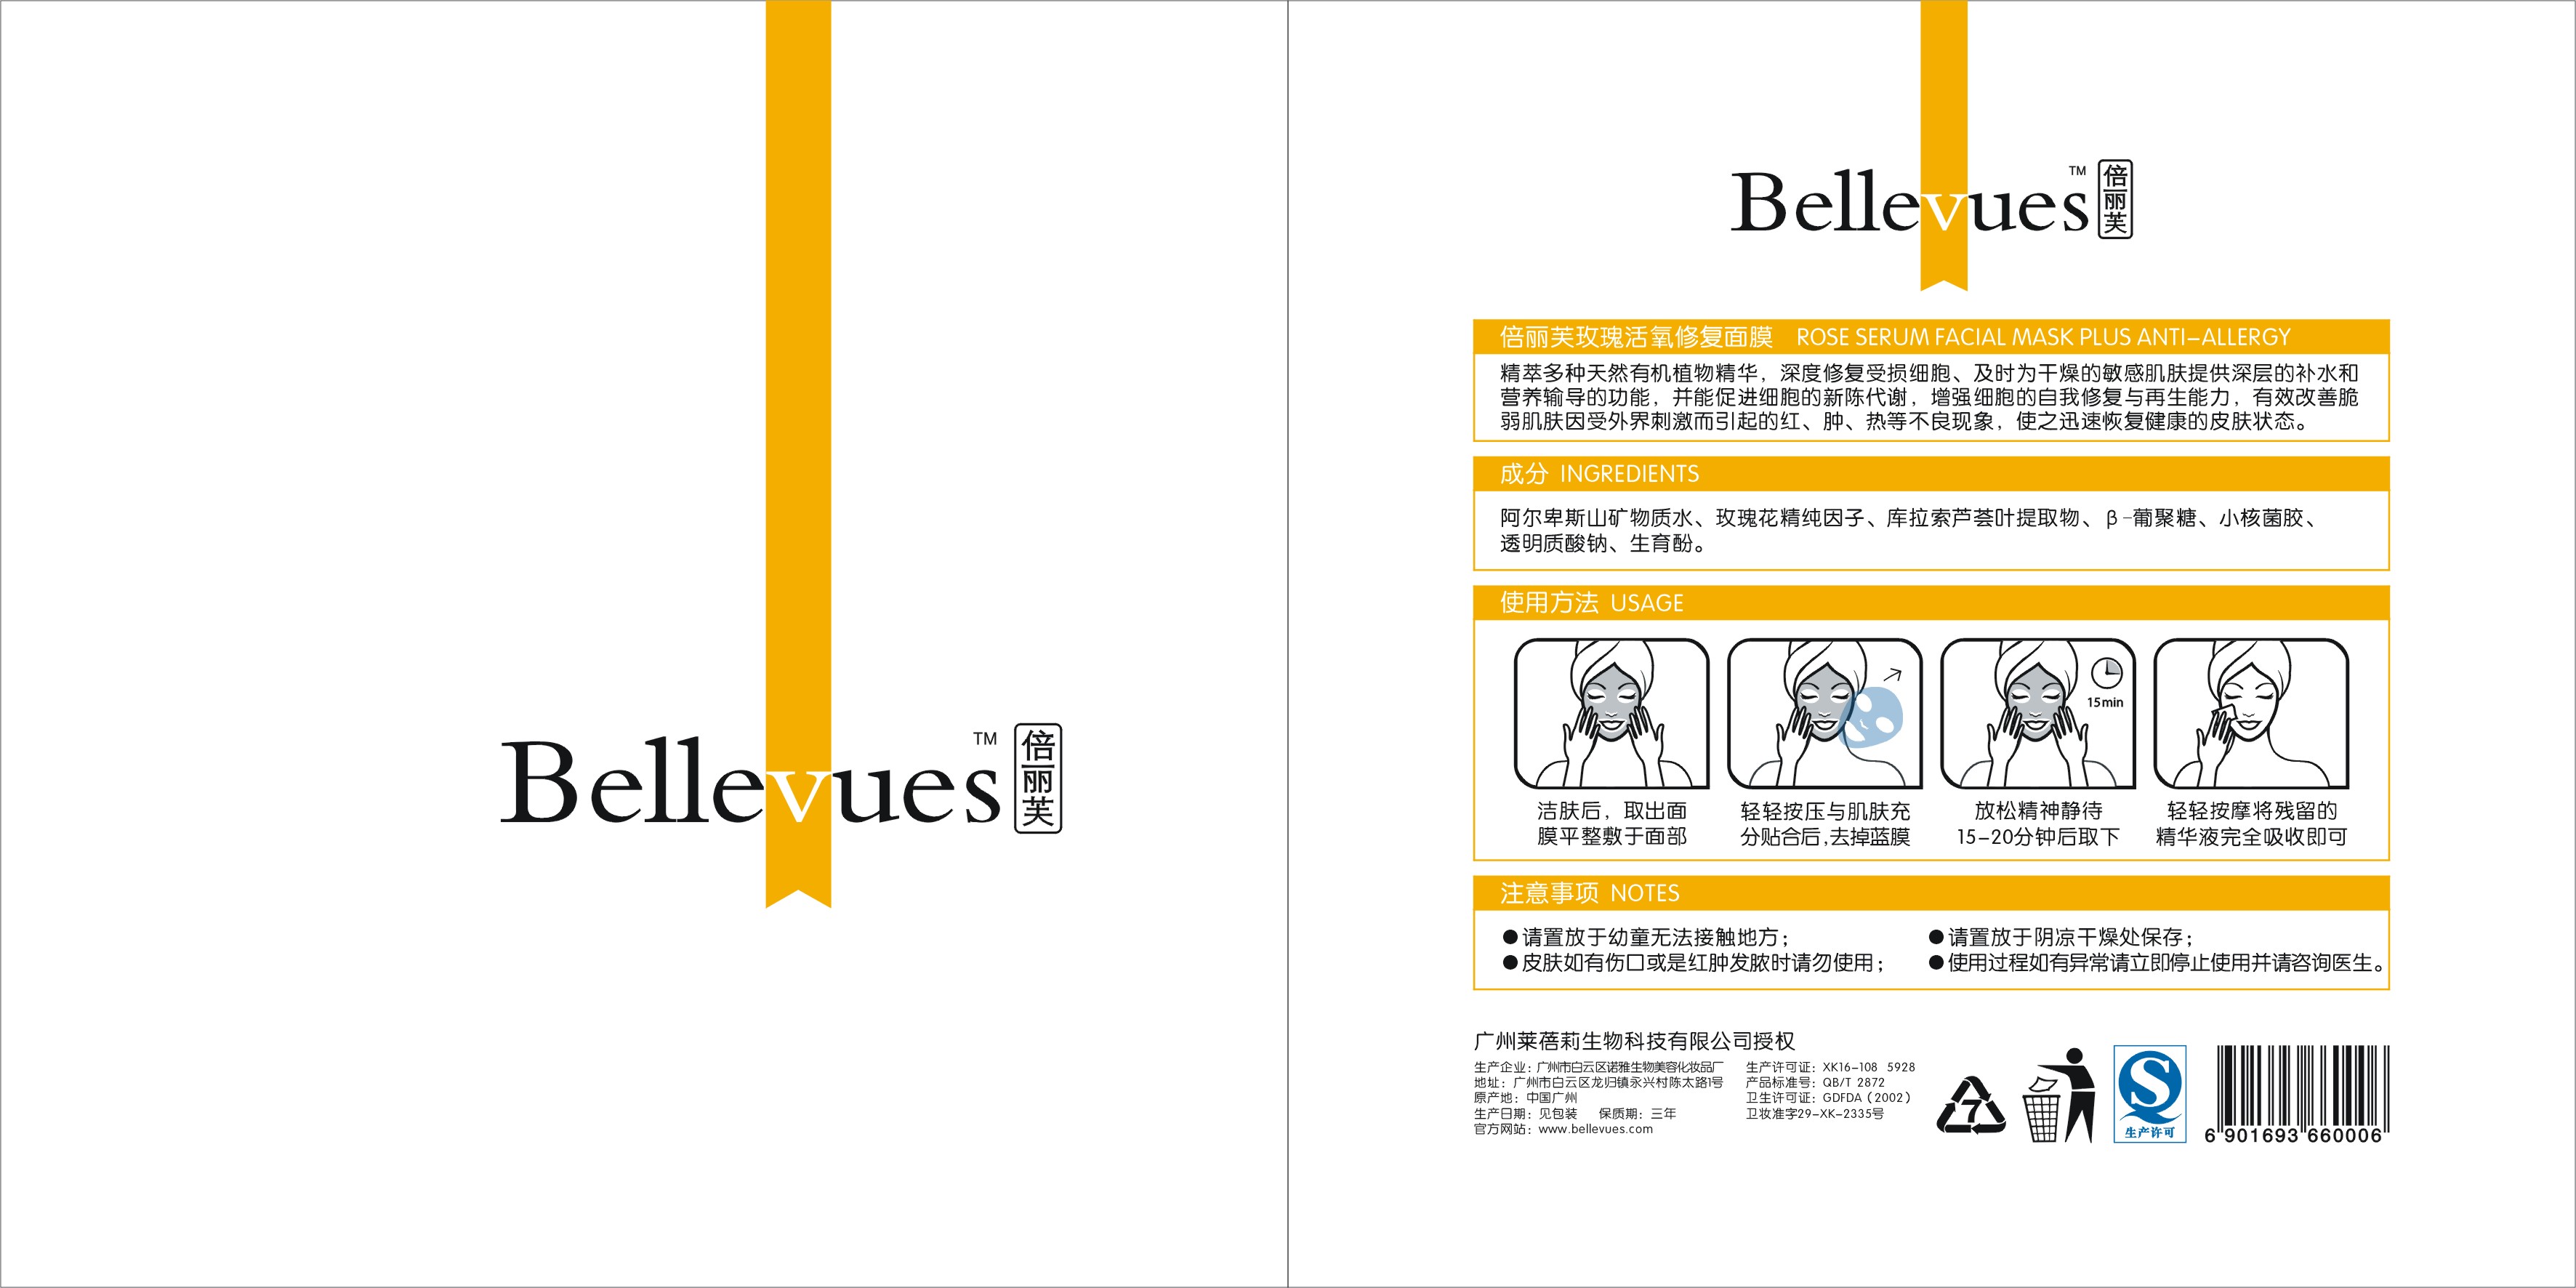 Bellevues™ 倍丽芙
Bellevues™ 倍丽芙
倍丽芙玫瑰活氧修复面膜 ROSE SERUM FACIAL MASK PLUS ANTI-ALLERGY
精萃多种天然有机植物精华，深度修复受损细胞、及时为干燥的敏感肌肤提供深层的补水和
营养输导的功能，并能促进细胞的新陈代谢，增强细胞的自我修复与再生能力，有效改善脆
弱肌肤因受外界刺激而引起的红、肿、热等不良现象，使之迅速恢复健康的皮肤状态。
成分 INGREDIENTS
阿尔卑斯山矿物质水、玫瑰花精纯因子、库拉索芦荟叶提取物、β-葡聚糖、小核菌胶、
透明质酸钠、生育酚。
使用方法 USAGE
15min
洁肤后，取出面
膜平整敷于面部
轻轻按压与肌肤充
分贴合后,去掉蓝膜
放松精神静待
15-20分钟后取下
轻轻按摩将残留的
精华液完全吸收即可
注意事项 NOTES
●请置放于幼童无法接触地方；
●皮肤如有伤口或是红肿发脓时请勿使用；
●请置放于阴凉干燥处保存；
●使用过程如有异常请立即停止使用并请咨询医生。
广州莱蓓莉生物科技有限公司授权
生产企业：广州市白云区诺雅生物美容化妆品厂
地址：广州市白云区龙归镇永兴村陈太路1号
原产地：中国广州
生产日期：见包装 保质期：三年
官方网站：www.bellevues.com
生产许可证：XK16-108 5928
产品标准号：QB/T 2872
卫生许可证：GDFDA（2002）
卫妆准字29-XK-2335号
7
生产许可
6 901693 660006